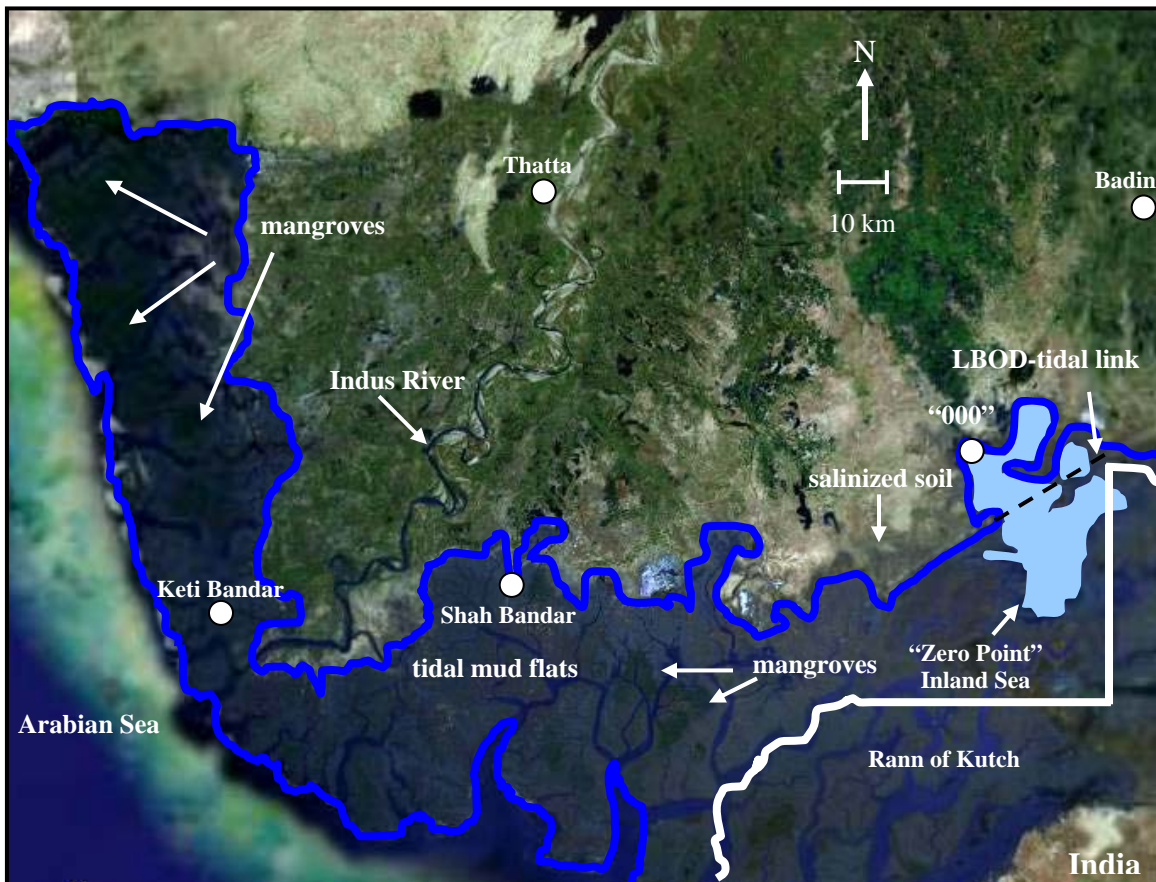 N
Thatta
Badin
10 km
mangroves
LBOD-tidal link
Indus River
“000”
salinized soil
Keti Bandar
Shah Bandar
tidal mud flats
mangroves
“Zero Point”
Inland Sea
Arabian Sea
Rann of Kutch
India